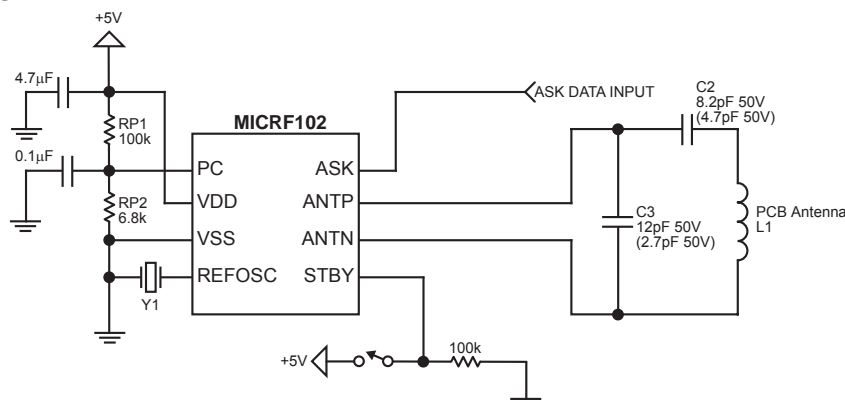 +5V
4.7µF
RP1
100k
0.1µF
RP2
6.8k
Y1
MICRF102
PC
VDD
VSS
REFOSC
ASK
ANTP
ANTN
STBY
ASK DATA INPUT
C2
8.2pF 50V
(4.7pF 50V)
C3
12pF 50V
(2.7pF 50V)
PCB Antenna
L1
+5V
100k